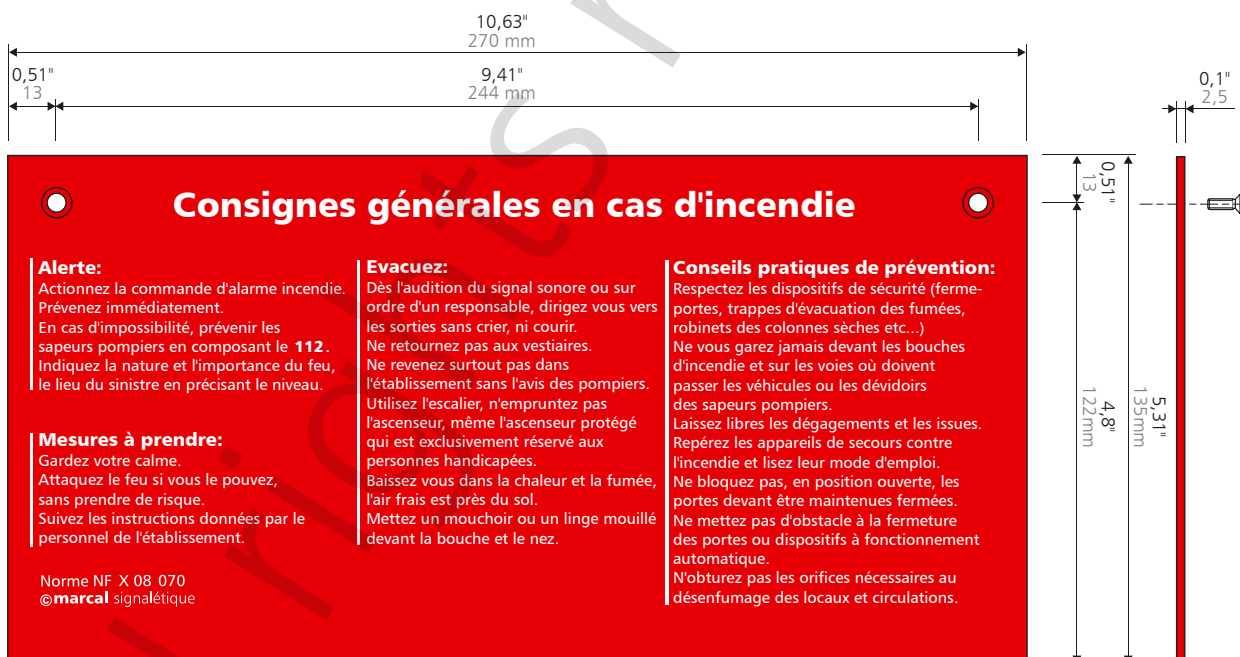 10,63"
270 mm
0,51"
13
9,41"
244 mm
0,1"
2,5
Consignes générales en cas d'incendie
Alerte:
Actionnez la commande d'alarme incendie.
Prévenez immédiatement.
En cas d'impossibilité, prévenir les
sapeurs pompiers en composant le 112.
Indiquez la nature et l'importance du feu,
le lieu du sinistre en précisant le niveau.
Mesures à prendre:
Gardez votre calme.
Attaquez le feu si vous le pouvez,
sans prendre de risque.
Suivez les instructions données par le
personnel de l'établissement.
Norme NF X 08 070
©marcal signalétique
Evacuez:
Dès l'audition du signal sonore ou sur
ordre d'un responsable, dirigez vous vers
les sorties sans crier, ni courir.
Ne retournez pas aux vestiaires.
Ne revenez surtout pas dans
l'établissement sans l'avis des pompiers.
Utilisez l'escalier, n'empruntez pas
l'ascenseur, même l'ascenseur protégé
qui est exclusivement réservé aux
personnes handicapées.
Baissez vous dans la chaleur et la fumée,
l'air frais est près du sol.
Mettez un mouchoir ou un linge mouillé
devant la bouche et le nez.
Conseils pratiques de prévention:
Respectez les dispositifs de sécurité (ferme-
portes, trappes d'évacuation des fumées,
robinets des colonnes sèches etc...)
Ne vous garez jamais devant les bouches
d'incendie et sur les voies où doivent
passer les véhicules ou les dévidoirs
des sapeurs pompiers.
Laissez libres les dégagements et les issues.
Repérez les appareils de secours contre
l'incendie et lisez leur mode d'emploi.
Ne bloquez pas, en position ouverte, les
portes devant être maintenues fermées.
Ne mettez pas d'obstacle à la fermeture
des portes ou dispositifs à fonctionnement
automatique.
N'obturez pas les orifices nécessaires au
désenfumage des locaux et circulations.
0,51"
13
4,8"
122mm
5,31"
135mm
rights r